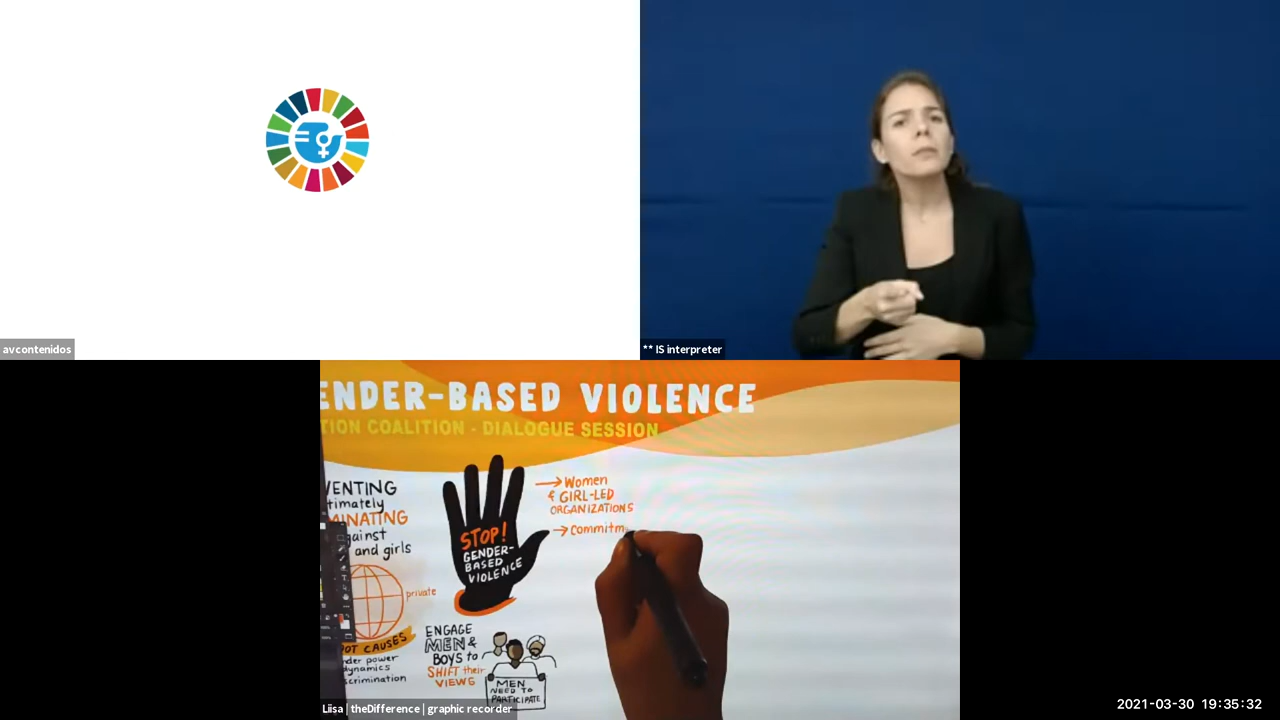 avcontenidos
** IS interpreter
ENDER-BASED VIOLENCE
TION COALITION - DIALOGUE SESSION
VENTING
timately
MINATING
gainst
and girls
private
OOT CAUSES
nder power
dynamics
scrimination
STOP!
GENDER-
BASED
VIOLENCE
→ Women
& GIRL-LED
ORGANIZATIONS
→ Commitm
ENGAGE
MEN &
BOYS to
SHIFT their
VIEWS
MEN
NEED TO
PARTICIPATE
Liisa | theDifference | graphic recorder
2021-03-30 19:35:32